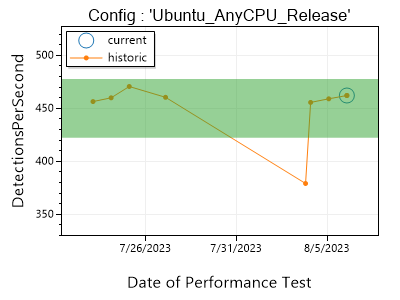 Config : 'Ubuntu_AnyCPU_Release'
current
historic
DetectionsPerSecond
500
450
400
350
7/26/2023
7/31/2023
8/5/2023
Date of Performance Test